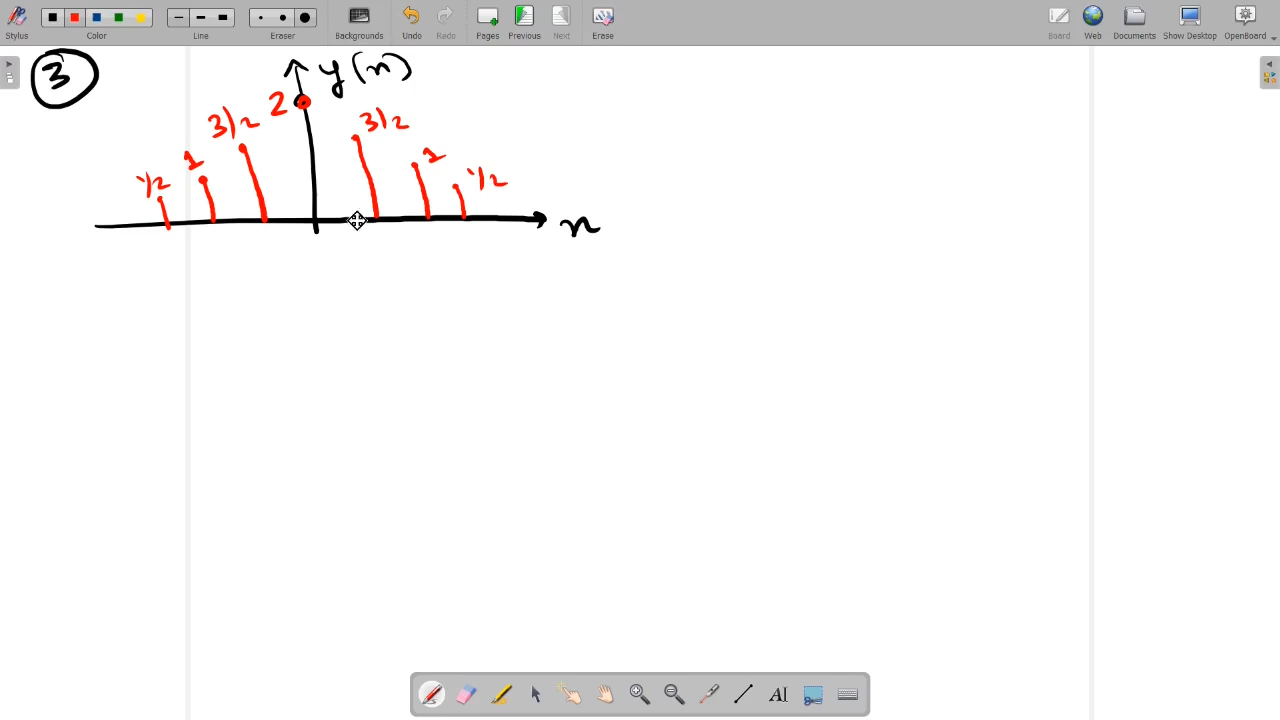 Stylus Color Line Eraser Backgrounds Undo Redo Pages Previous Next Erase Board Web Documents Show Desktop OpenBoard
3
y(n)
2
3/2 3/2
1 1
1/2 1/2
n
AI